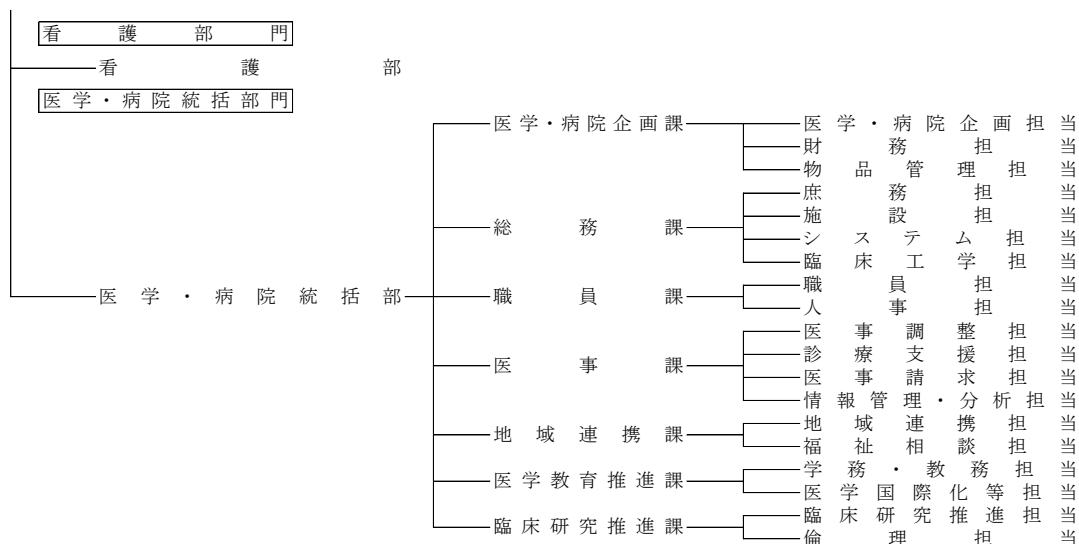 看護部門
看護部
医学・病院統括部門
医学・病院企画課
医学・病院企画担当
財務担当
物品管理担当
庶務担当
施設担当
総務課
システム担当
臨床工学担当
職員担当
医学・病院統括部
職員課
人事担当
医事調整担当
診療支援担当
医事課
医事請求担当
情報管理・分析担当
地域連携担当
地域連携課
福祉相談担当
学務・教務担当
医学教育推進課
医学国際化等担当
臨床研究推進担当
臨床研究推進課
倫理担当